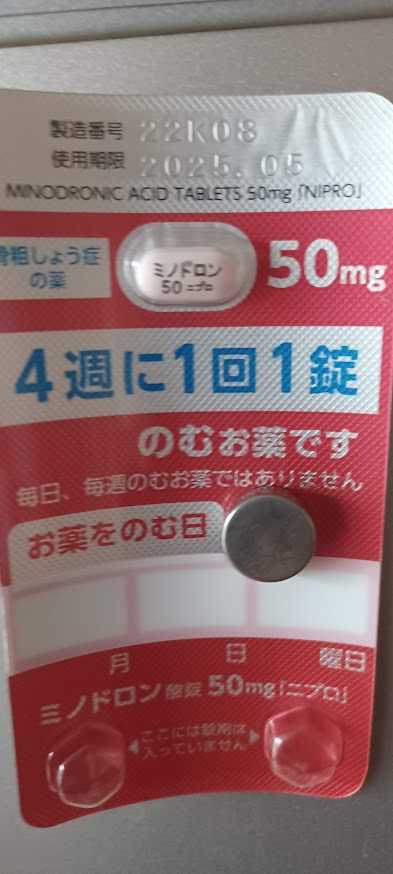 製造番号 22K08
使用期限 2025.05
MINODRONIC ACID TABLETS 50mg「NIPRO」
骨粗しょう症
の薬
ミノドロン
50 ニプロ
50mg
4週に1回1錠
のむお薬です
毎日、毎週のむお薬ではありません
お薬をのむ日
月 日 曜日
ミノドロン酸錠50mg「ニプロ」
ここには錠剤は
入っていません